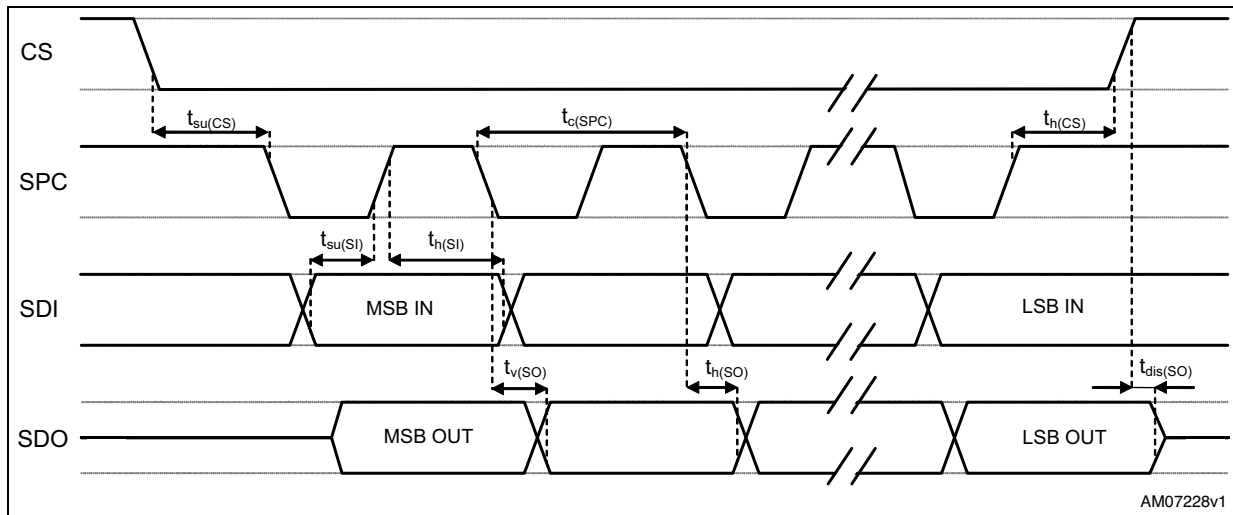 CS
t_su(CS)
t_c(SPC)
t_h(CS)
SPC
t_su(SI)
t_h(SI)
SDI
MSB IN
LSB IN
t_v(SO)
t_h(SO)
t_dis(SO)
SDO
MSB OUT
LSB OUT
AM07228v1